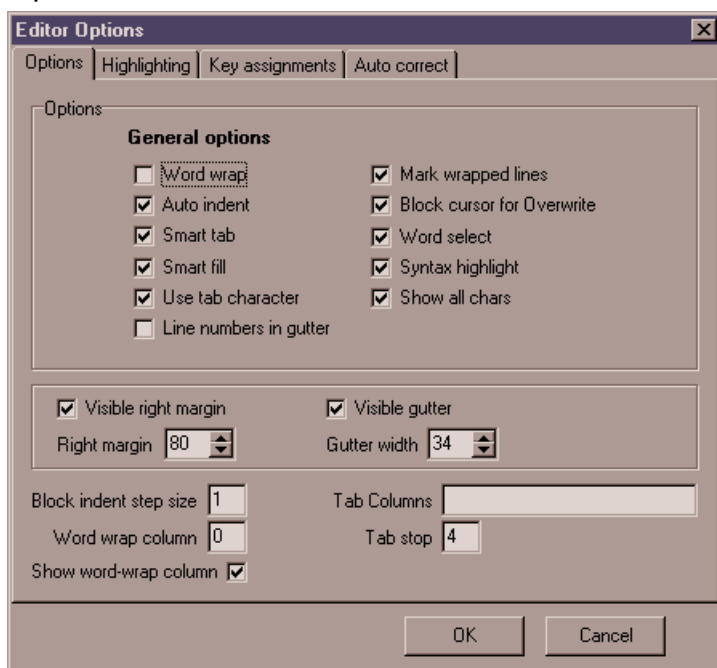 Editor Options
Options Highlighting Key assignments Auto correct
Options
General options
Word wrap Mark wrapped lines
Auto indent Block cursor for Overwrite
Smart tab Word select
Smart fill Syntax highlight
Use tab character Show all chars
Line numbers in gutter
Visible right margin Visible gutter
Right margin 80 Gutter width 34
Block indent step size 1 Tab Columns
Word wrap column 0 Tab stop 4
Show word-wrap column
OK Cancel